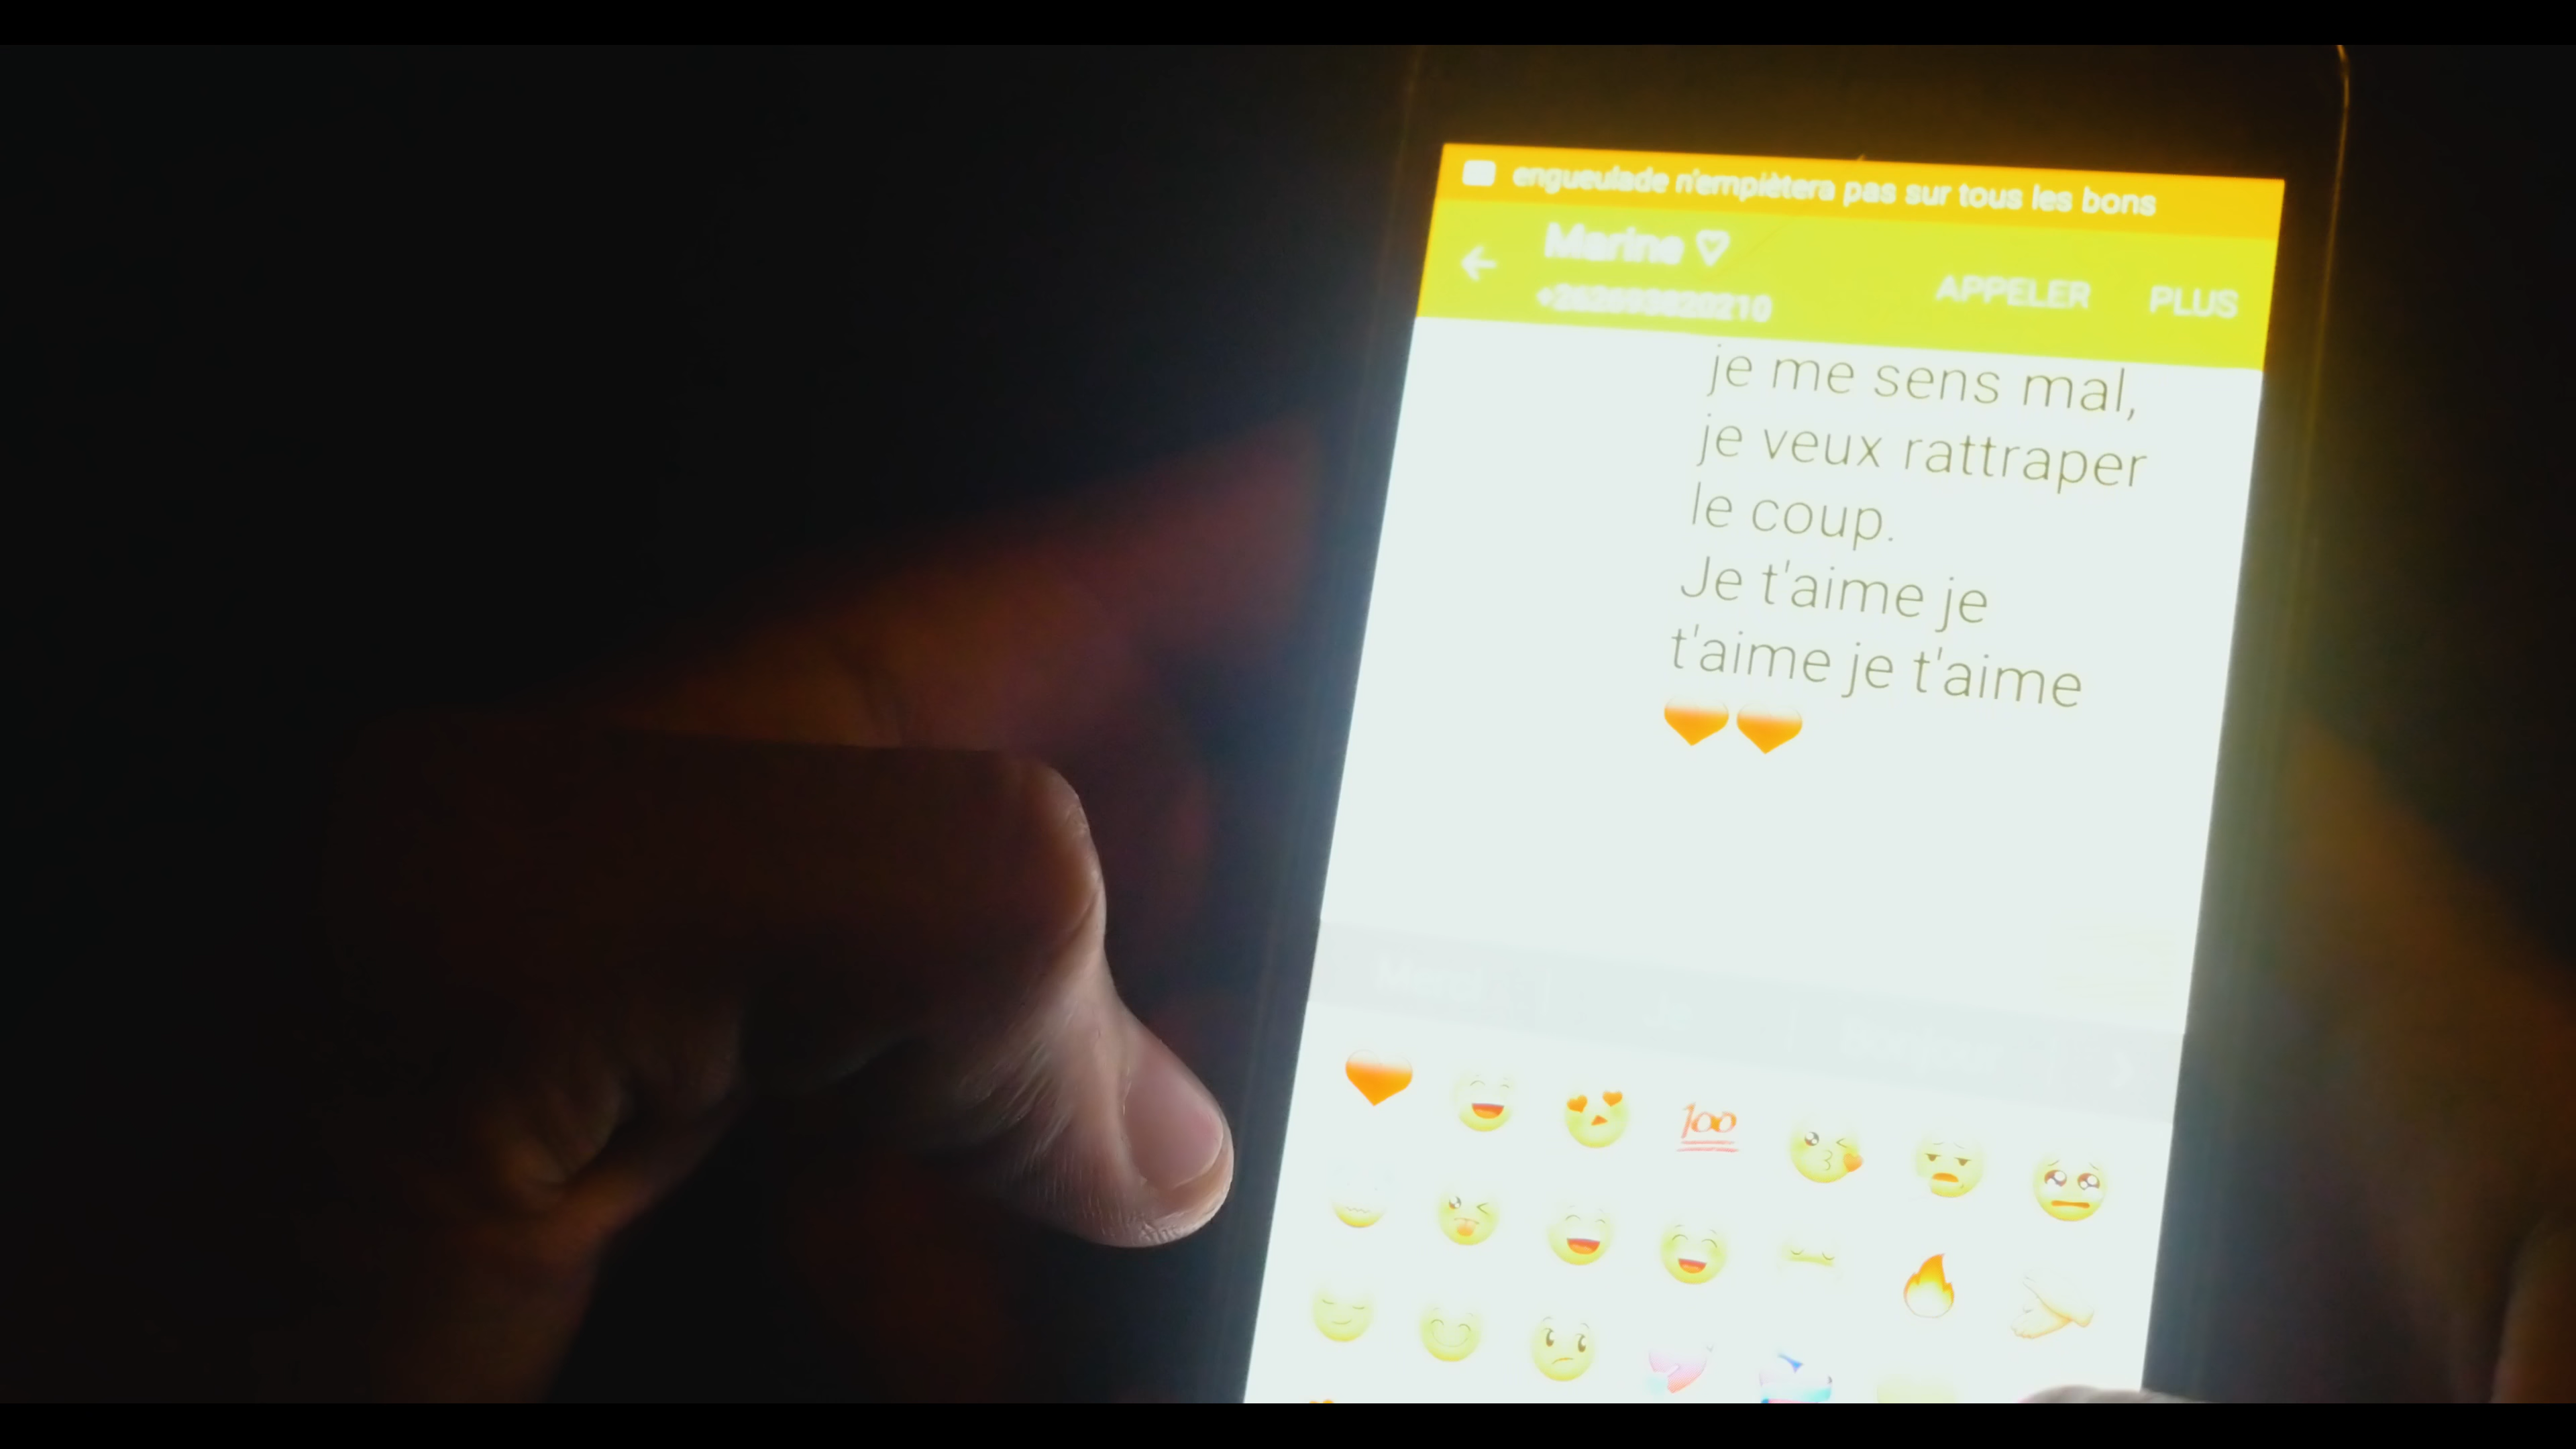 engueulade n'empiètera pas sur tous les bons
Marine ♡
APPELER PLUS
je me sens mal,
je veux rattraper
le coup.
Je t'aime je
t'aime je t'aime
🧡🧡
💯